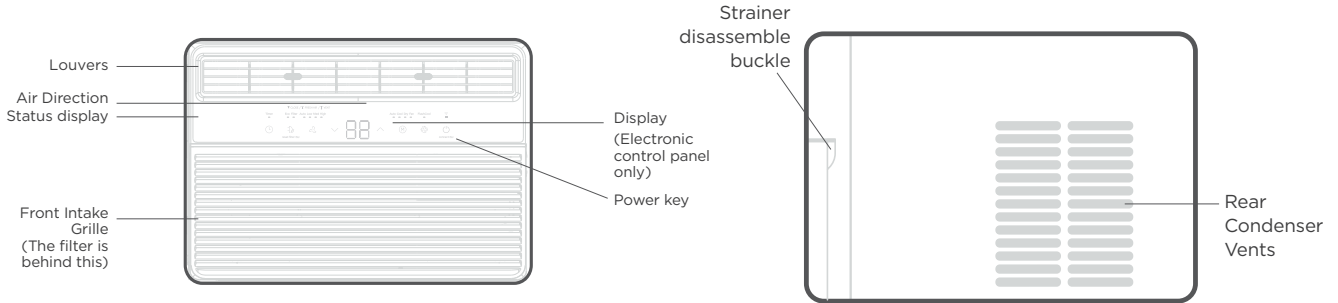 Louvers
Air Direction
Status display
Front Intake
Grille
(The filter is
behind this)
Display
(Electronic
control panel
only)
Power key
Strainer
disassemble
buckle
Rear
Condenser
Vents